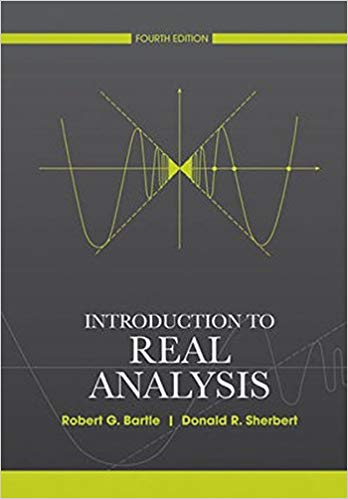 FOURTH EDITION
INTRODUCTION TO
REAL
ANALYSIS
Robert G. Bartle | Donald R. Sherbert